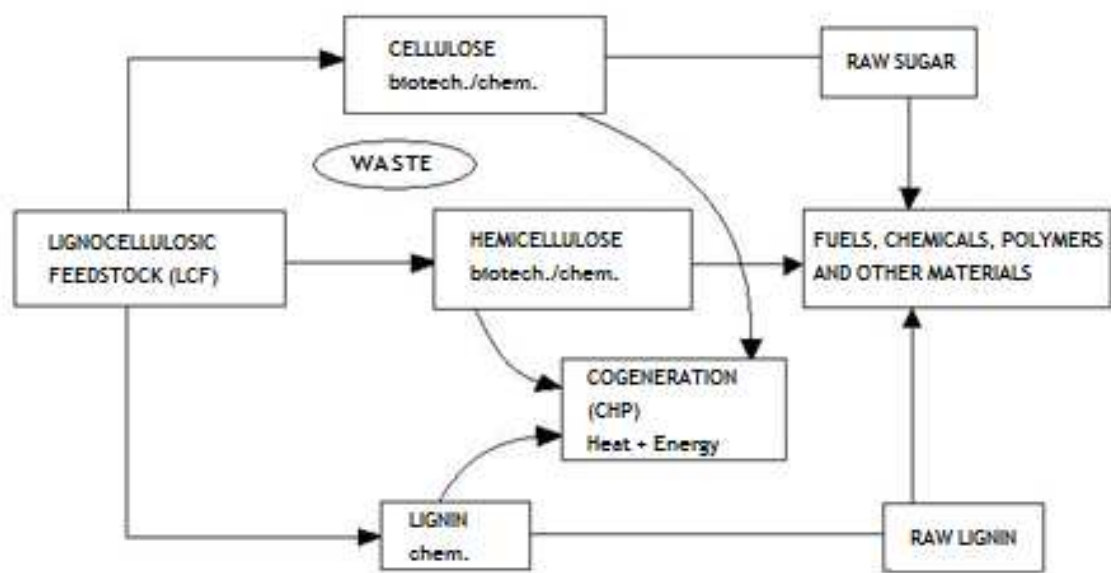 CELLULOSE
biotech./chem.
RAW SUGAR
WASTE
LIGNOCELLULOSIC
FEEDSTOCK (LCF)
HEMICELLULOSE
biotech./chem.
FUELS, CHEMICALS, POLYMERS
AND OTHER MATERIALS
COGENERATION
(CHP)
Heat + Energy
LIGNIN
chem.
RAW LIGNIN